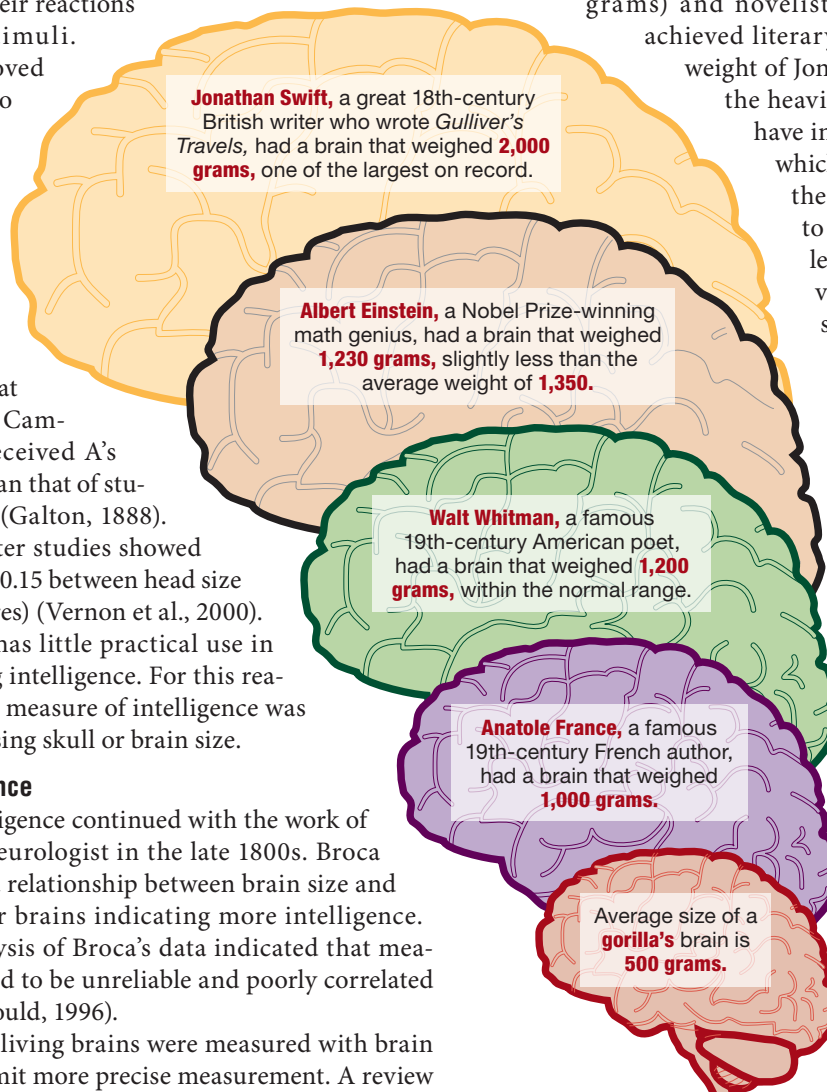 their reactions
imuli.
oved
o
at
Cam-
eceived A's
an that of stu-
(Galton, 1888).
ter studies showed
0.15 between head size
res) (Vernon et al., 2000).
has little practical use in
g intelligence. For this rea-
measure of intelligence was
sing skull or brain size.
nce
ligence continued with the work of
eurologist in the late 1800s. Broca
relationship between brain size and
r brains indicating more intelligence.
lysis of Broca's data indicated that mea-
d to be unreliable and poorly correlated
ould, 1996).
living brains were measured with brain
mit more precise measurement. A review
grams) and novelist
achieved literary
weight of Jon
the heavi
have in
which
the
to
le
v
s
Jonathan Swift, a great 18th-century
British writer who wrote Gulliver's
Travels, had a brain that weighed 2,000
grams, one of the largest on record.
Albert Einstein, a Nobel Prize-winning
math genius, had a brain that weighed
1,230 grams, slightly less than the
average weight of 1,350.
Walt Whitman, a famous
19th-century American poet,
had a brain that weighed 1,200
grams, within the normal range.
Anatole France, a famous
19th-century French author,
had a brain that weighed
1,000 grams.
Average size of a
gorilla's brain is
500 grams.